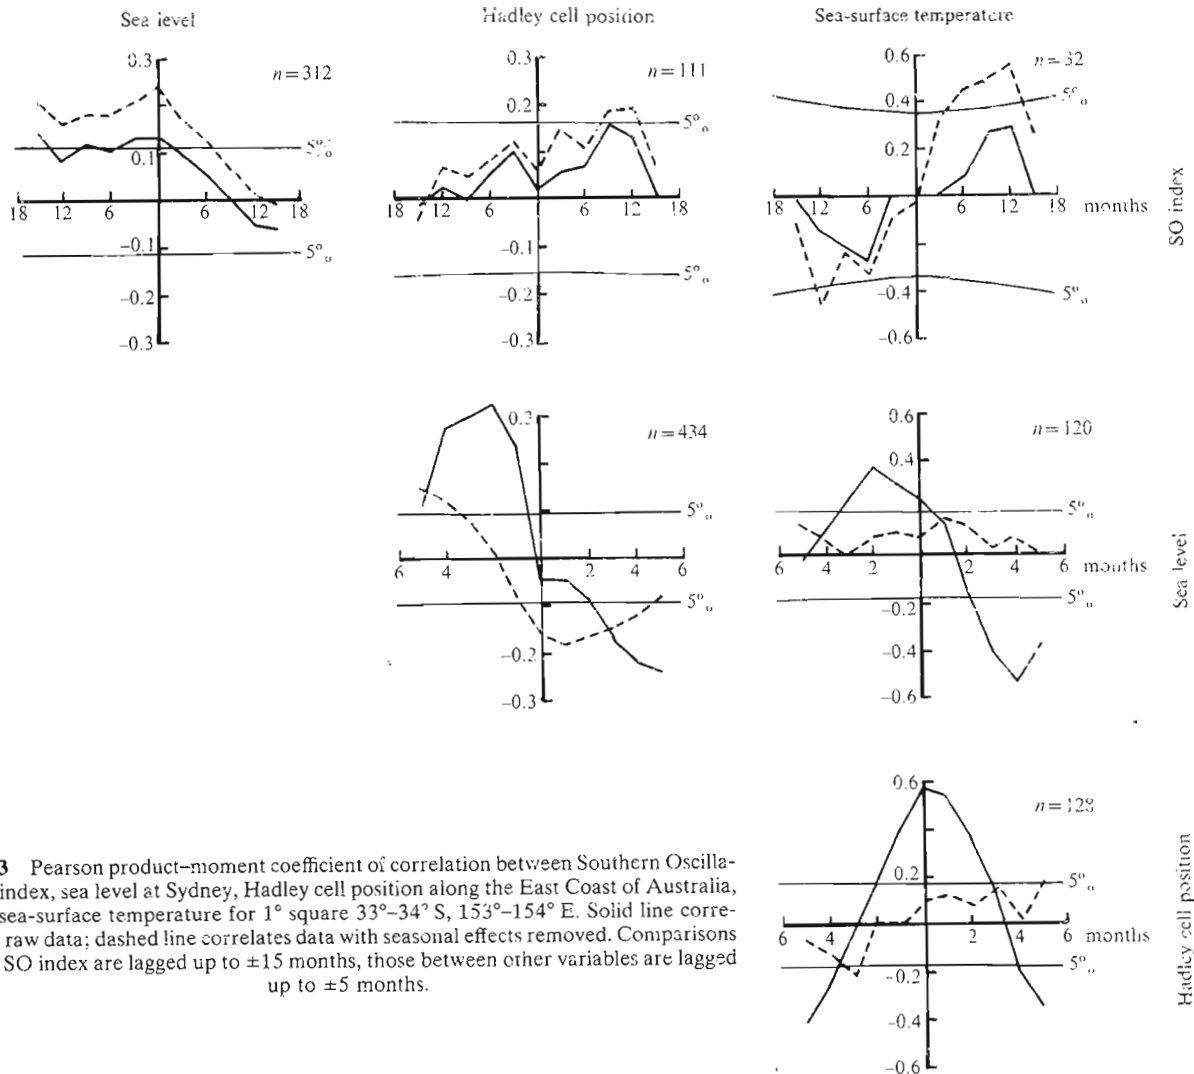 Sea level
Hadley cell position
Sea-surface temperature
0.3
n=312
5%
0.1
18 12 6 6 12 18
−0.1
5%
−0.2
−0.3
0.3
n=111
0.2
5%
18 12 6 6 12 18
−0.1
5%
−0.2
−0.3
0.6
n=32
0.4
5%
0.2
18 12 6 6 12 18 months
−0.4
5%
−0.6
SO index
0.3
n=434
5%
6 4 2 4 6
5%
−0.2
−0.3
0.6
n=120
0.4
5%
6 4 2 2 4 6 months
−0.2
5%
−0.4
−0.6
Sea level
0.6
n=128
0.2
5%
6 4 2 4 6 months
−0.2
5%
−0.4
−0.6
Hadley cell position
3 Pearson product–moment coefficient of correlation between Southern Oscilla-
index, sea level at Sydney, Hadley cell position along the East Coast of Australia,
sea-surface temperature for 1° square 33°–34° S, 153°–154° E. Solid line corre-
raw data; dashed line correlates data with seasonal effects removed. Comparisons
SO index are lagged up to ±15 months, those between other variables are lagged
up to ±5 months.